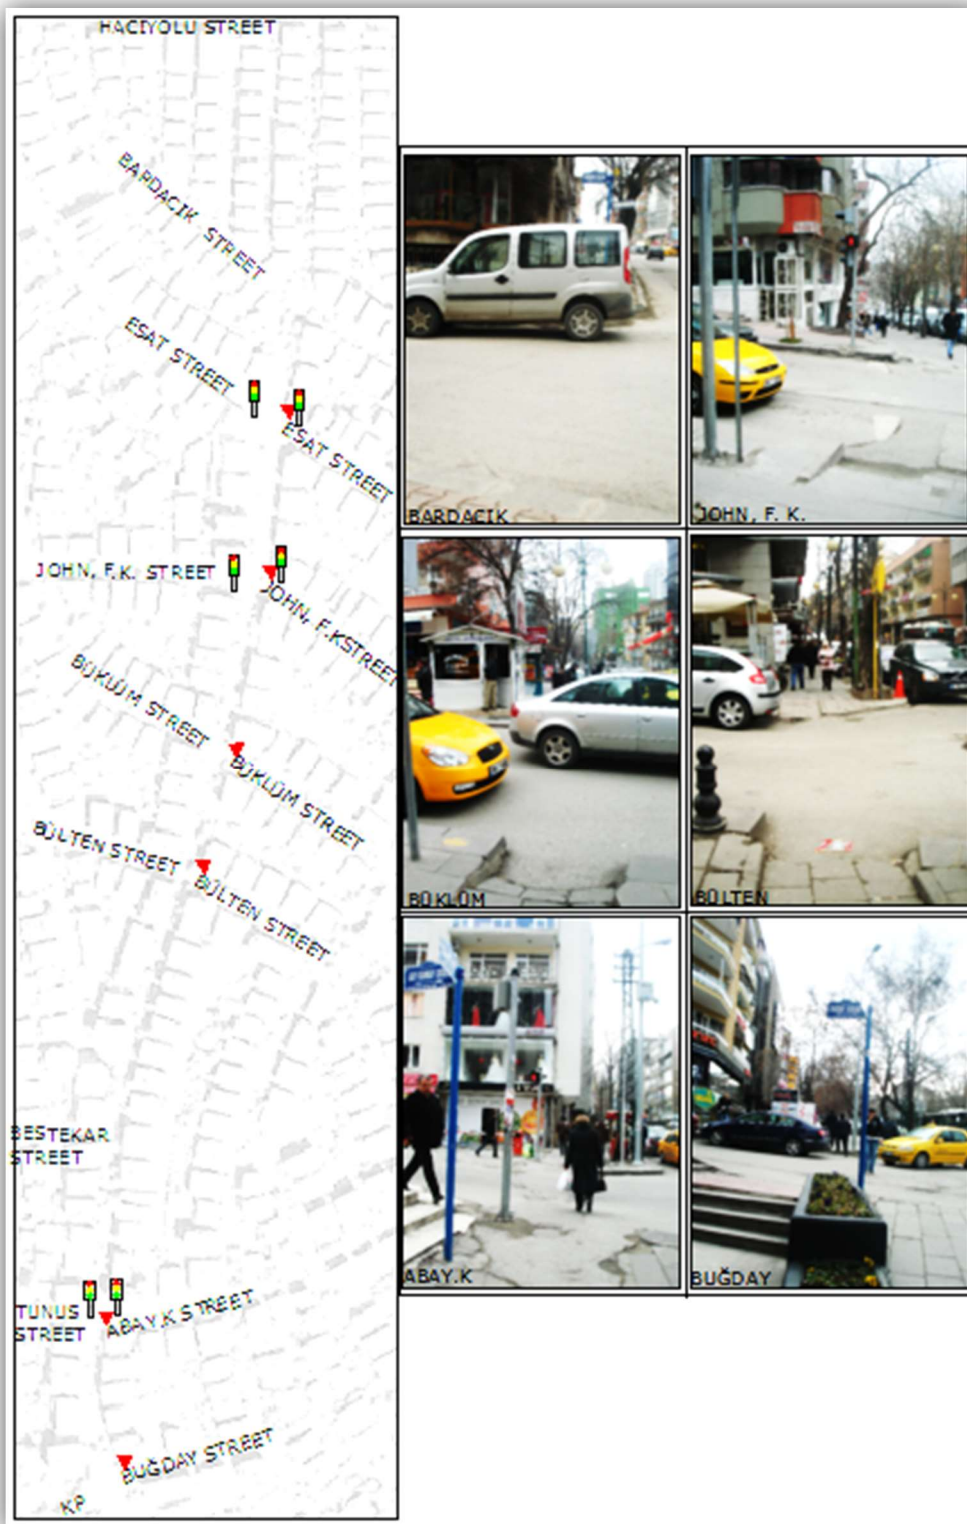 HACIYOLU STREET
BARDACIK STREET
ESAT STREET
ESAT STREET
JOHN, F.K. STREET
JOHN, F.KSTREET
BÜKLÜM STREET
BÜKLÜM STREET
BÜLTEN STREET
BÜLTEN STREET
BESTEKAR
STREET
TUNUS
STREET
ABAY.K STREET
BUĞDAY STREET
KP
BARDACIK
JOHN, F. K.
BÜKLÜM
BÜLTEN
ABAY.K
BUĞDAY